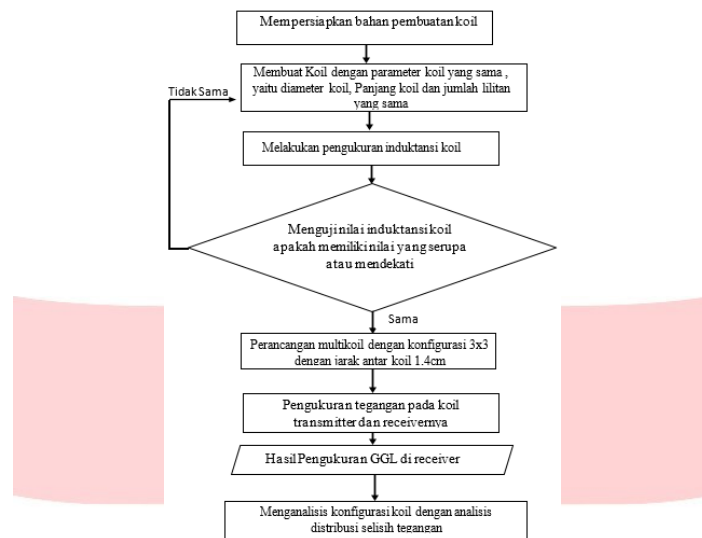 Mempersiapkan bahan pembuatan koil
Membuat Koil dengan parameter koil yang sama ,
yaitu diameter koil, Panjang koil dan jumlah lilitan
yang sama
Tidak Sama
Melakukan pengukuran induktansi koil
Menguji nilai induktansi koil
apakah memiliki nilai yang serupa
atau mendekati
Sama
Perancangan multikoil dengan konfigurasi 3x3
dengan jarak antar koil 1.4cm
Pengukuran tegangan pada koil
transmitter dan receivernya
Hasil Pengukuran GGL di receiver
Menganalisis konfigurasi koil dengan analisis
distribusi selisih tegangan